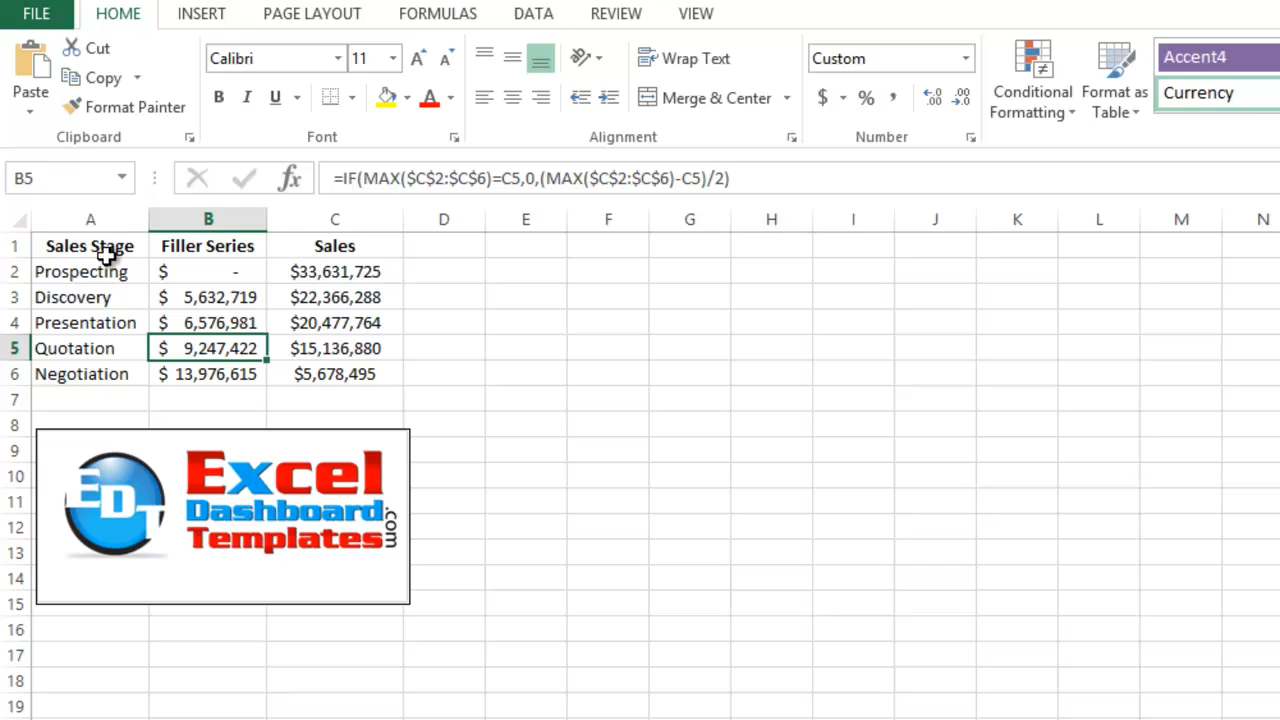 FILE HOME INSERT PAGE LAYOUT FORMULAS DATA REVIEW VIEW
Paste
Cut
Copy
Format Painter
Clipboard
Calibri 11
B I U
A A
A
Font
Wrap Text
Merge & Center
Alignment
Custom
$ % , .00 .0
Number
Conditional Formatting
Format as Table
Accent4
Currency
B5 fx =IF(MAX($C$2:$C$6)=C5,0,(MAX($C$2:$C$6)-C5)/2)
A B C D E F G H I J K L M N
1 Sales Stage Filler Series Sales
2 Prospecting $ - $33,631,725
3 Discovery $ 5,632,719 $22,366,288
4 Presentation $ 6,576,981 $20,477,764
5 Quotation $ 9,247,422 $15,136,880
6 Negotiation $ 13,976,615 $5,678,495
7
8
9
10
11
12
13
14
15
16
17
18
19
EDT
Excel
Dashboard
Templates
.com